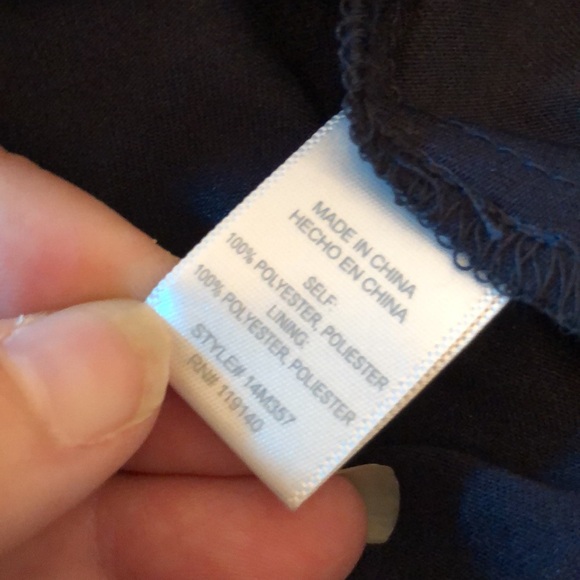 MADE IN CHINA
HECHO EN CHINA
SELF:
100% POLYESTER, POLIESTER
LINING:
100% POLYESTER, POLIESTER
STYLE# 14M357
RN# 119140